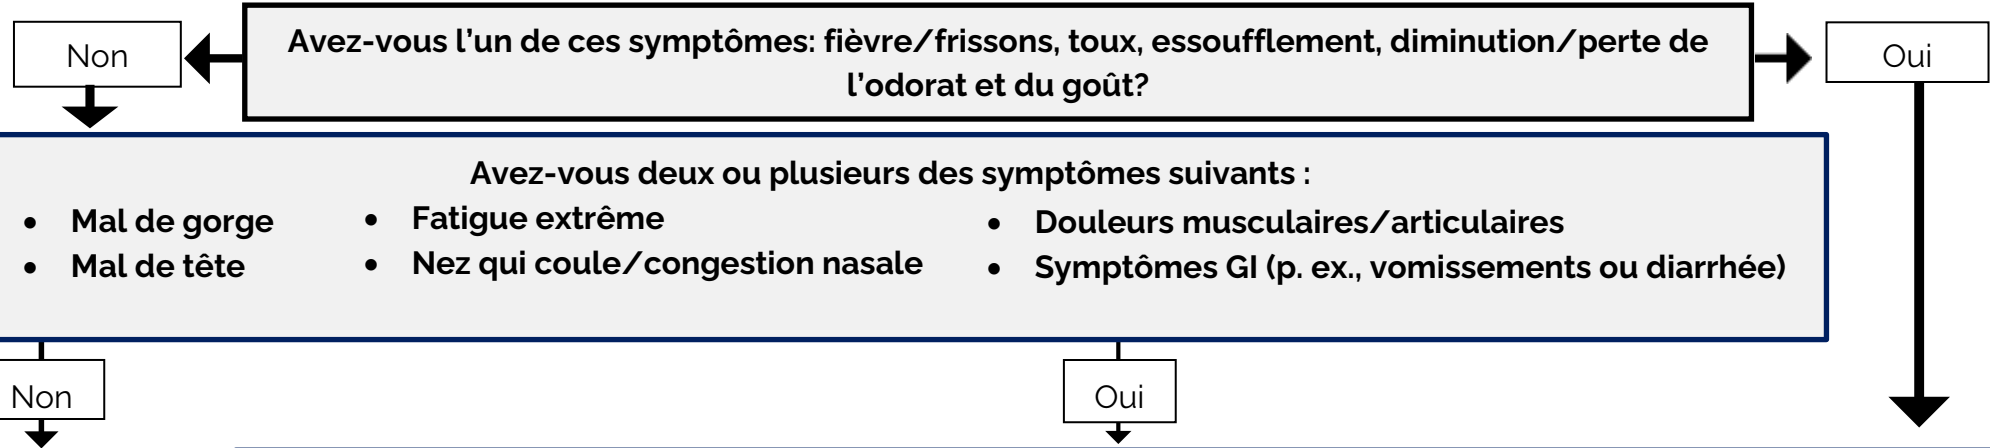 Non
Avez-vous l’un de ces symptômes: fièvre/frissons, toux, essoufflement, diminution/perte de
l’odorat et du goût?
Oui
Avez-vous deux ou plusieurs des symptômes suivants :
• Mal de gorge
• Mal de tête
• Fatigue extrême
• Nez qui coule/congestion nasale
• Douleurs musculaires/articulaires
• Symptômes GI (p. ex., vomissements ou diarrhée)
Non
Oui